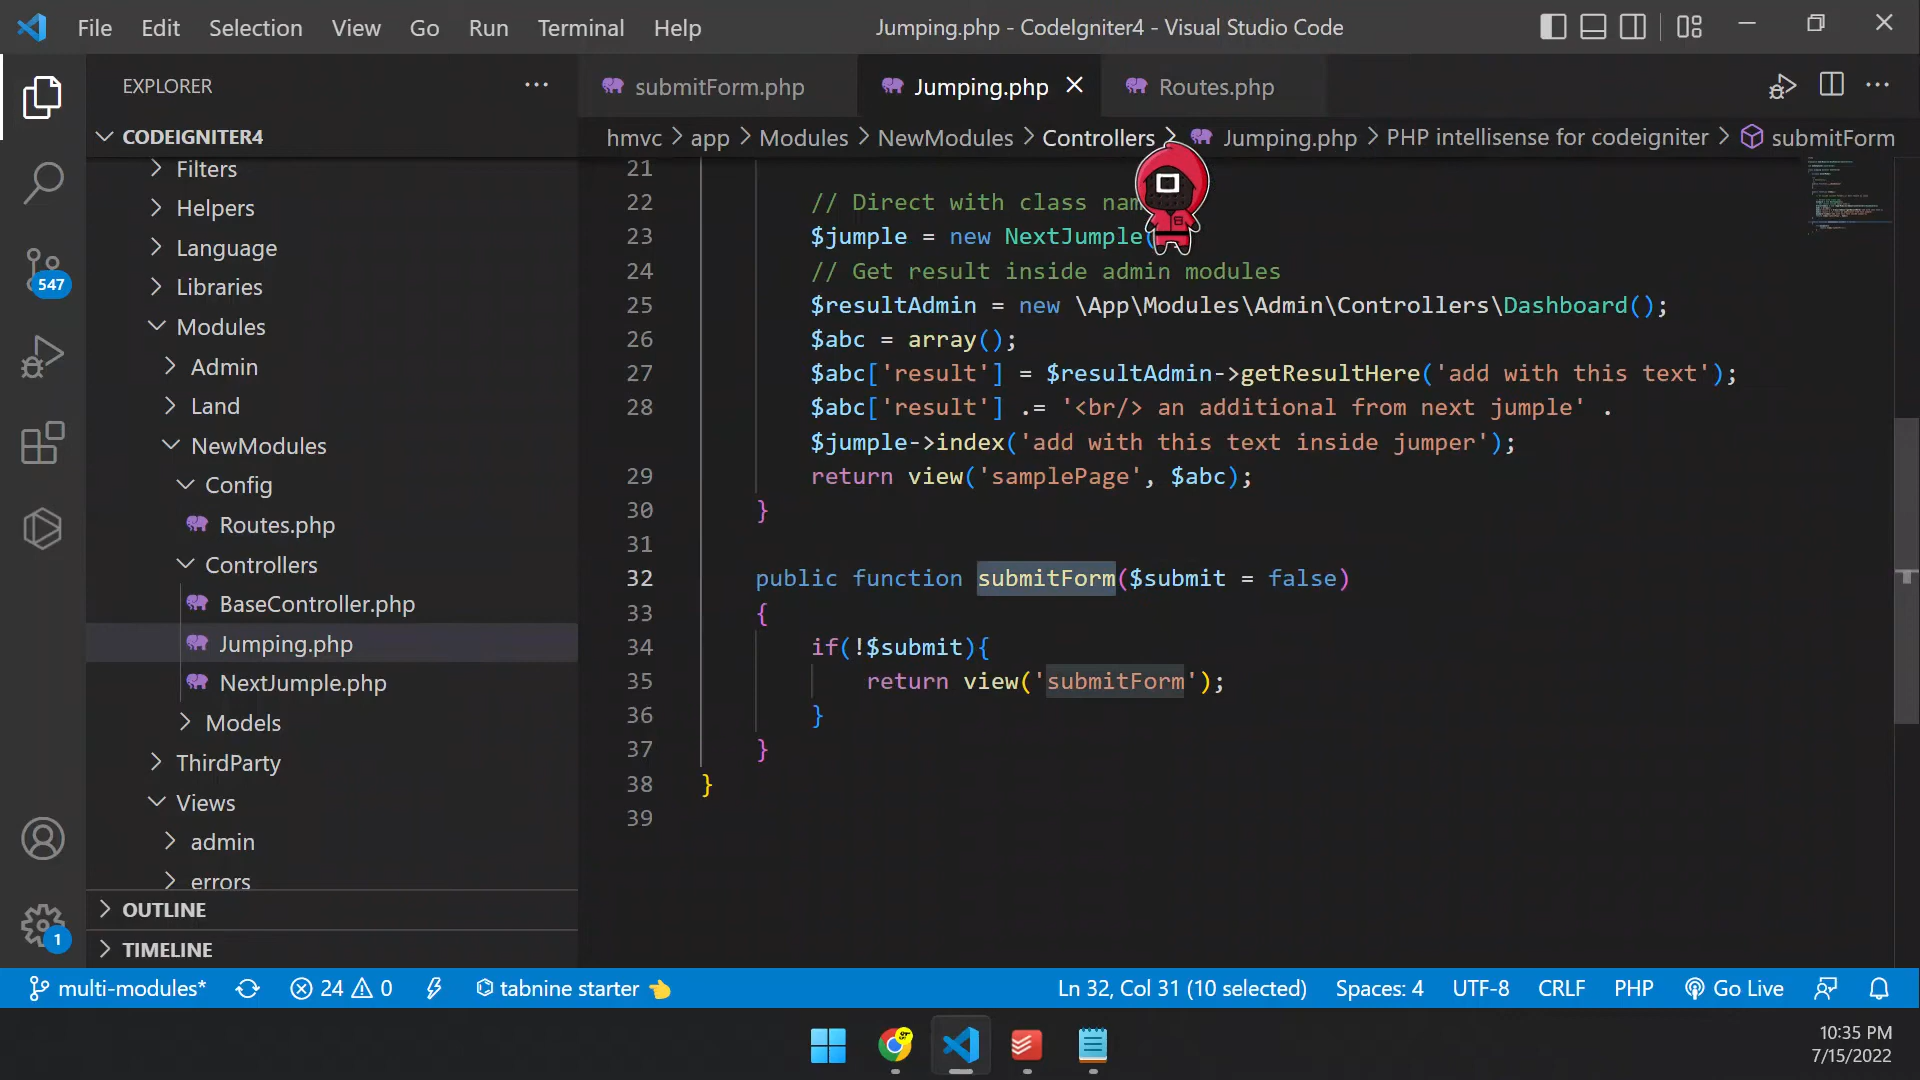 File Edit Selection View Go Run Terminal Help
Jumping.php - CodeIgniter4 - Visual Studio Code
EXPLORER
submitForm.php
Jumping.php
Routes.php
CODEIGNITER4
hmvc > app > Modules > NewModules > Controllers > Jumping.php > PHP intellisense for codeigniter > submitForm
Filters
Helpers
Language
Libraries
Modules
Admin
Land
NewModules
Config
Routes.php
Controllers
BaseController.php
Jumping.php
NextJumple.php
Models
ThirdParty
Views
admin
errors
OUTLINE
TIMELINE
547
1
21
22 // Direct with class nam
23 $jumple = new NextJumple(
24 // Get result inside admin modules
25 $resultAdmin = new \App\Modules\Admin\Controllers\Dashboard();
26 $abc = array();
27 $abc['result'] = $resultAdmin->getResultHere('add with this text');
28 $abc['result'] .= '<br/> an additional from next jumple' .
$jumple->index('add with this text inside jumper');
29 return view('samplePage', $abc);
30 }
31
32 public function submitForm($submit = false)
33 {
34 if(!$submit){
35 return view('submitForm');
36 }
37 }
38 }
39
multi-modules* 24 0 tabnine starter Ln 32, Col 31 (10 selected) Spaces: 4 UTF-8 CRLF PHP Go Live
10:35 PM
7/15/2022